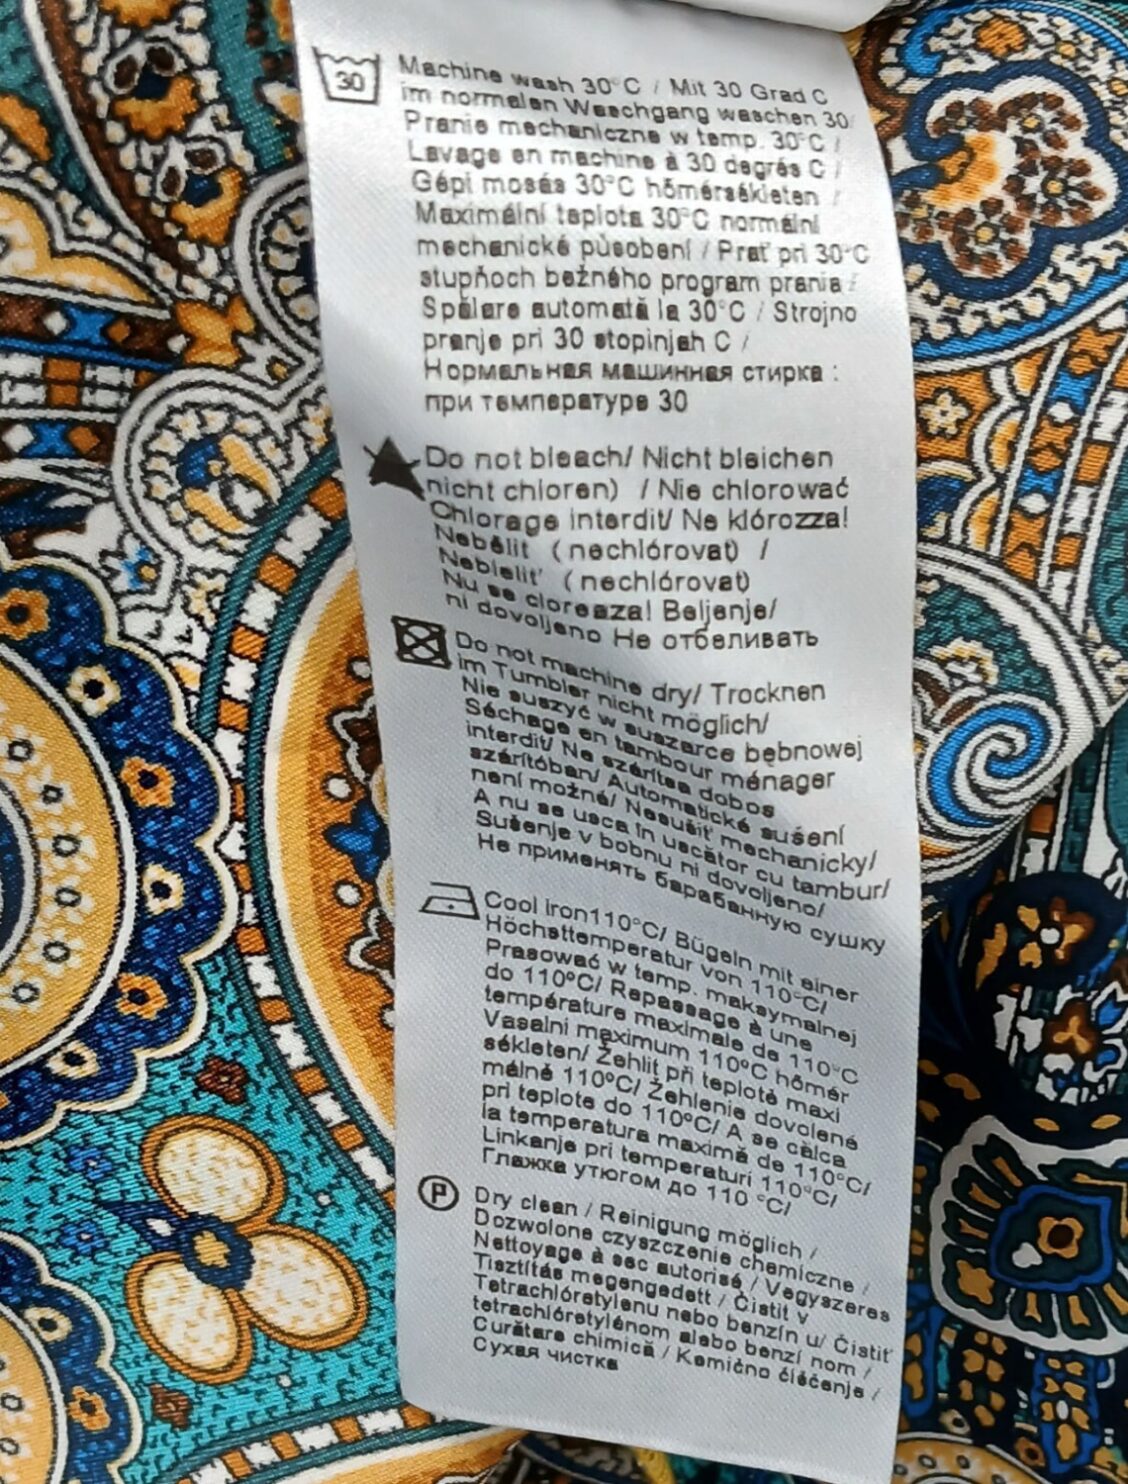 30
Machine wash 30°C / Mit 30 Grad C
im normalen Waschgang waschen 30
Pranie mechaniczne w temp. 30°C /
Lavage en machine à 30 degrés C /
Gépi mosás 30°C hőmérsékleten /
Maximální teplota 30°C normální
mechanické působení / Prať pri 30°C
stupňoch bežného program prania /
Spălare automată la 30°C / Strojno
pranje pri 30 stopinjah C /
Нормальная машинная стирка :
при температуре 30
Do not bleach/ Nicht bleichen
nicht chloren) / Nie chlorować
Chlorage interdit/ Ne klórozza!
Nebělit (nechlórovat) /
Nebieliť (nechlórovat)
Nu se cloreaza! Beljenje/
ni dovoljeno Не отбеливать
Do not machine dry/ Trocknen
im Tumbler nicht möglich/
Nie suszyć w suszarce bębnowej
Séchage en tambour ménager
interdit/ Ne szárítsa dobos
szárítóban/ Automatické sušení
není možné/ Nesušiť mechanicky/
A nu se usca în uscător cu tambur/
Sušenje v bobnu ni dovoljeno/
Не применять барабанную сушку
Cool iron110°C/ Bügeln mit einer
Höchsttemperatur von 110°C/
Prasować w temp. maksymalnej
do 110ºC/ Repassage à une
température maximale de 110°C
Vasalni maximum 110ºC hőmér
sékleten/ Žehlit při teplotě maxi
málně 110ºC/ Žehlenie dovolené
pri teplote do 110°C/ A se călca
la temperatura maximă de 110°C/
Linkanje pri temperaturi 110°C/
Глажка утюгом до 110 °C/
P
Dry clean / Reinigung möglich /
Dozwolone czyszczenie chemiczne /
Nettoyage à sec autorisé / Vegyszeres
Tisztítás megengedett / Čistit v
Tetrachlóretylenu nebo benzín u/ Čistiť
tetrachlóretylénom alebo benzí nom /
Curătare chimică / Kemično čiščenje /
Сухая чистка